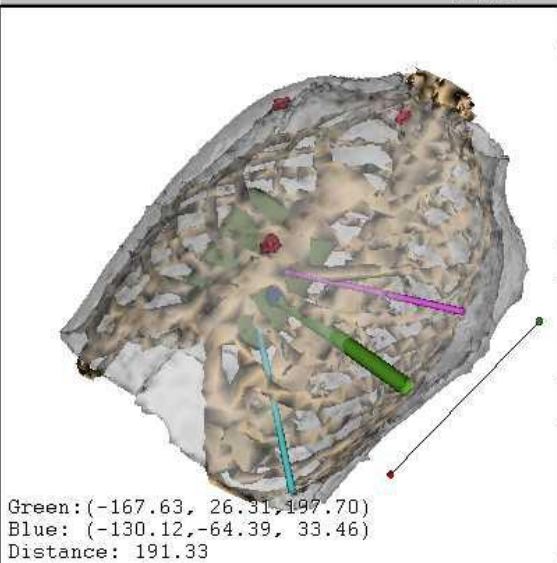 Green:(-167.63, 26.31,197.70)
Blue: (-130.12,-64.39, 33.46)
Distance: 191.33